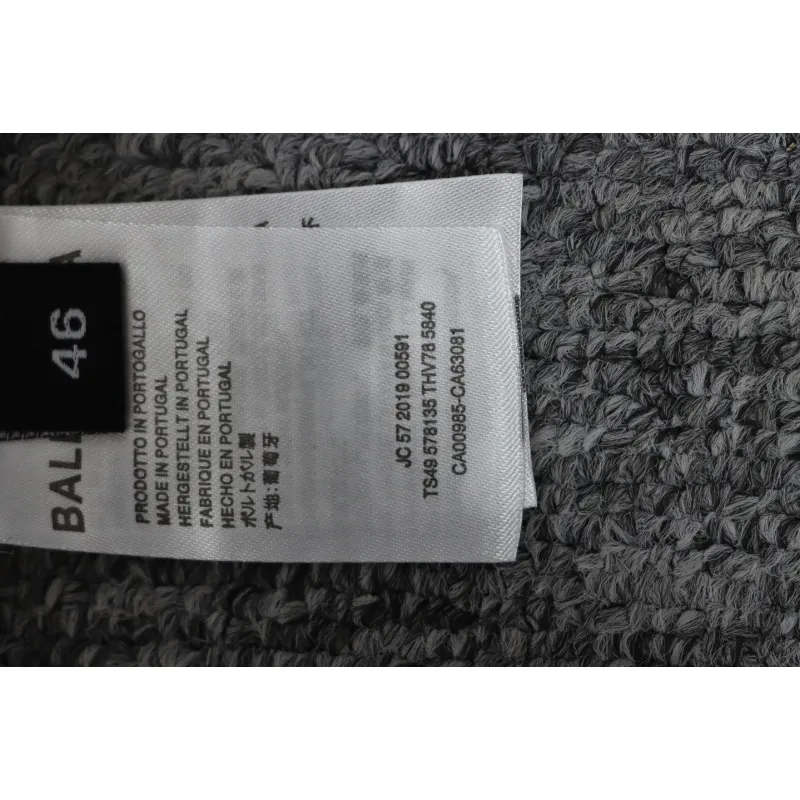 46
BALE
A
PRODOTTO IN PORTOGALLO
MADE IN PORTUGAL
HERGESTELLT IN PORTUGAL
FABRIQUE EN PORTUGAL
HECHO EN PORTUGAL
ポルトガル製
产地:葡萄牙
JC 57 2019 00591
TS49 578135 THV78 5840
CA00985-CA63081